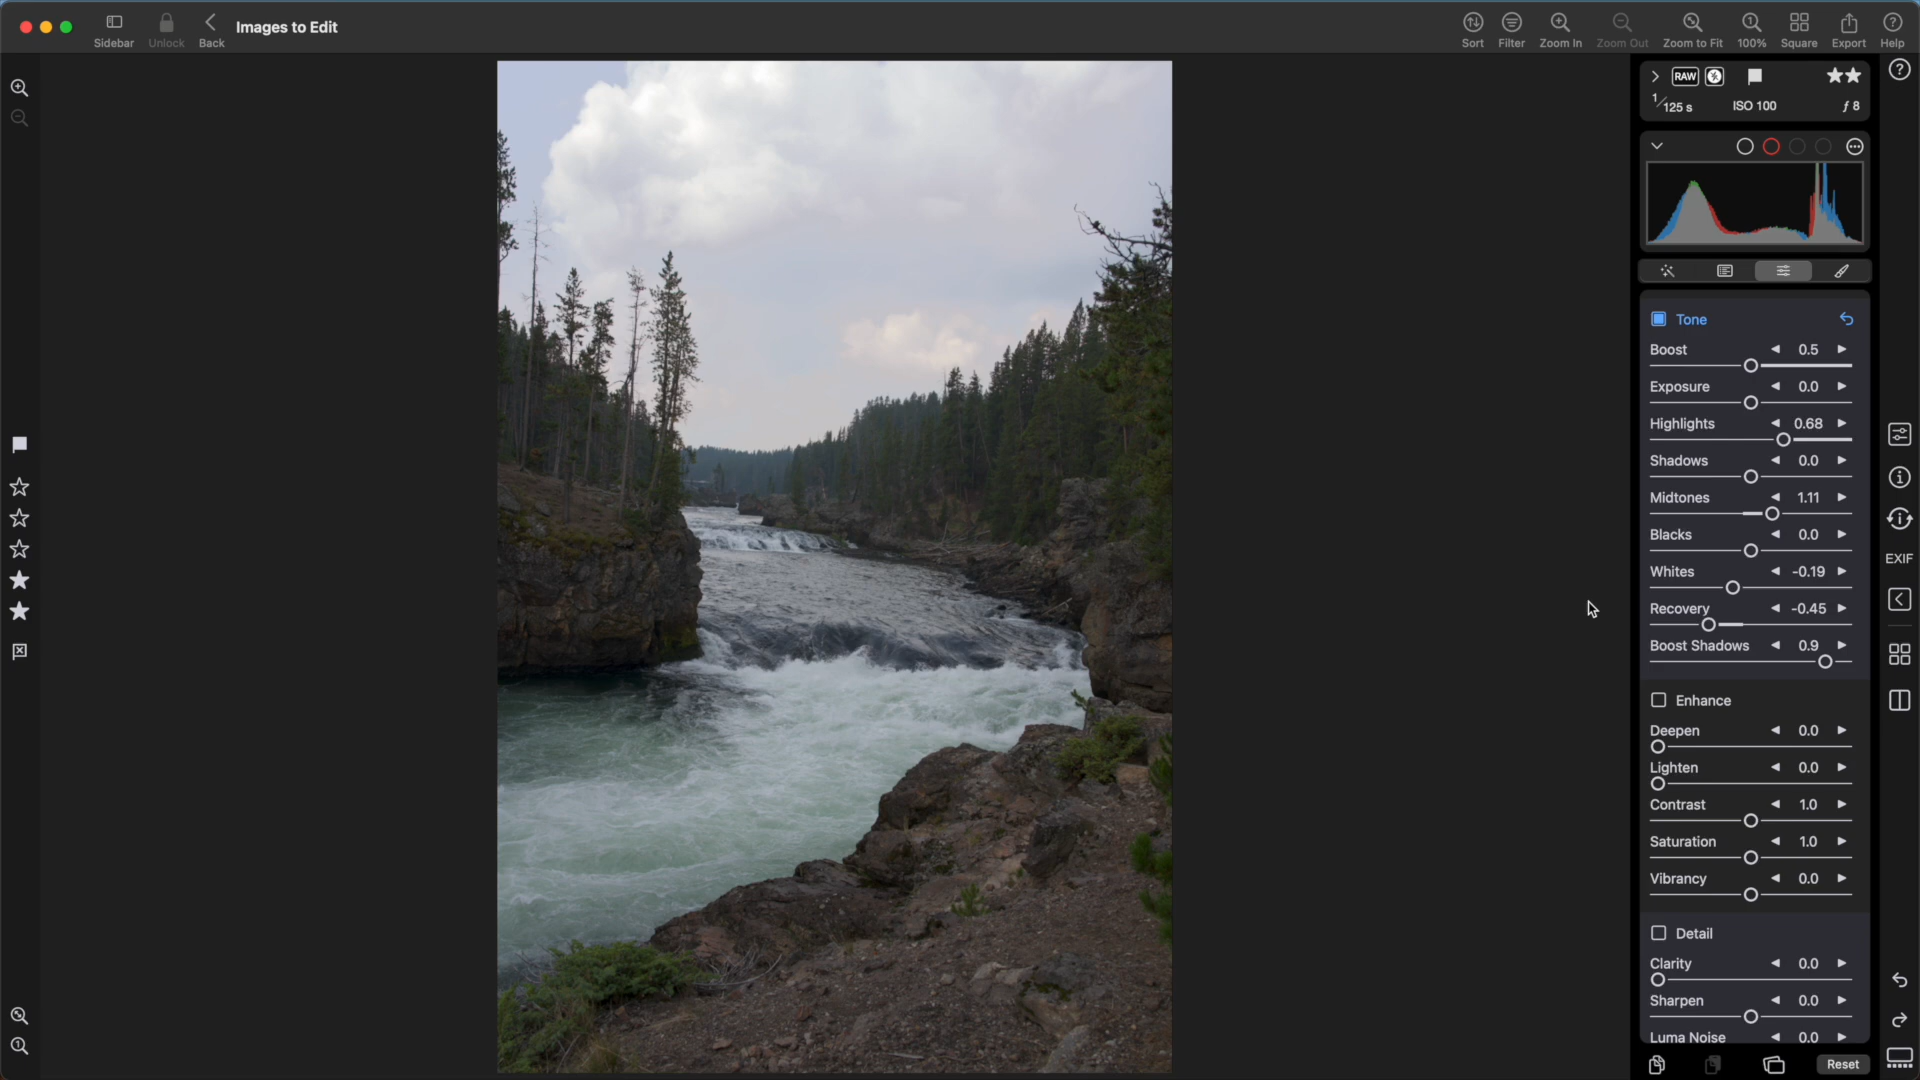 Images to Edit
Sidebar Unlock Back
Sort Filter Zoom In Zoom Out Zoom to Fit 100% Square Export Help
RAW
1/125 s ISO 100 ƒ 8
Tone
Boost 0.5
Exposure 0.0
Highlights 0.68
Shadows 0.0
Midtones 1.11
Blacks 0.0
Whites -0.19
Recovery -0.45
Boost Shadows 0.9
Enhance
Deepen 0.0
Lighten 0.0
Contrast 1.0
Saturation 1.0
Vibrancy 0.0
Detail
Clarity 0.0
Sharpen 0.0
Luma Noise 0.0
Reset
EXIF